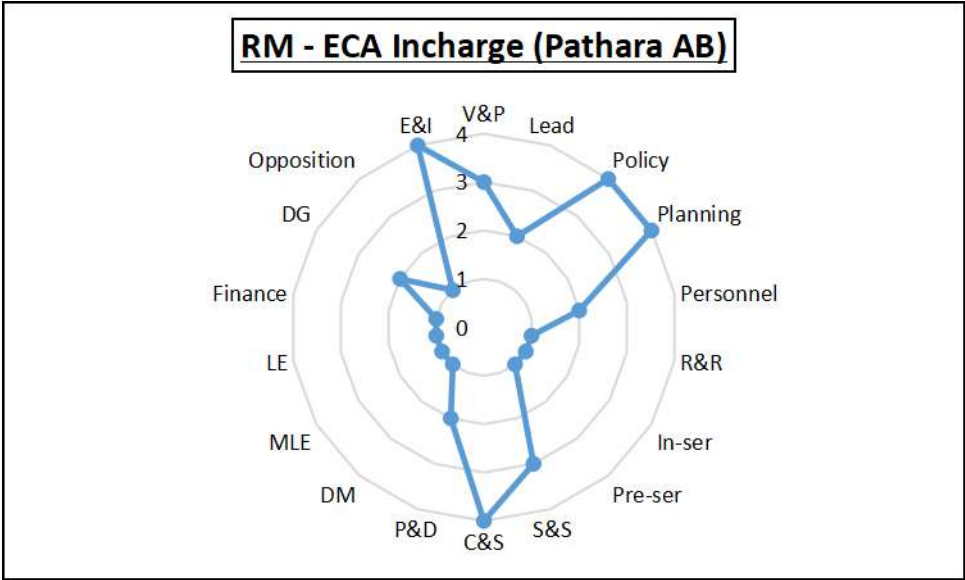 RM - ECA Incharge (Pathara AB)
V&P
Lead
Policy
Planning
Personnel
R&R
In-ser
Pre-ser
S&S
C&S
P&D
DM
MLE
LE
Finance
DG
Opposition
E&I
4
3
2
1
0